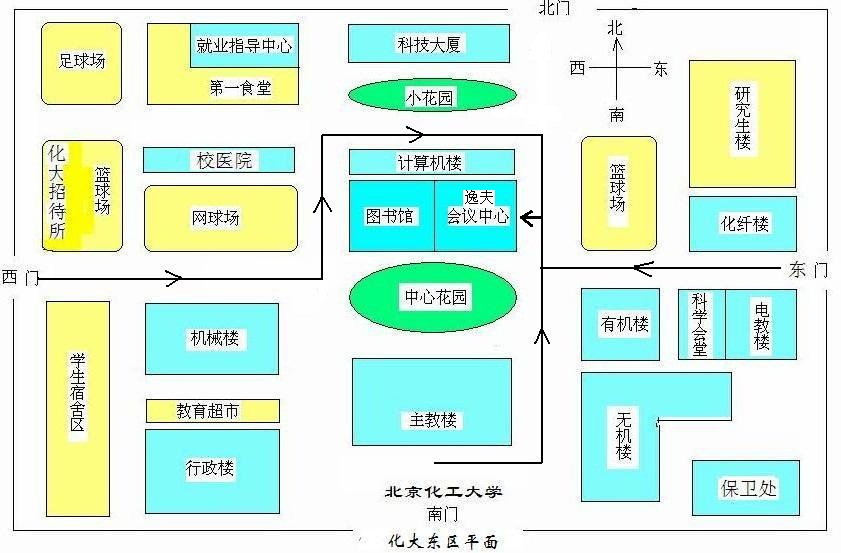 北门
足球场
就业指导中心
第一食堂
科技大厦
小花园
北
西
东
南
研究生楼
化大招待所
篮球场
校医院
网球场
计算机楼
图书馆
逸夫
会议中心
篮球场
化纤楼
西门
东门
中心花园
学生宿舍区
机械楼
有机楼
科学会堂
电教楼
教育超市
行政楼
主教楼
无机楼
保卫处
北京化工大学
南门
化大东区平面